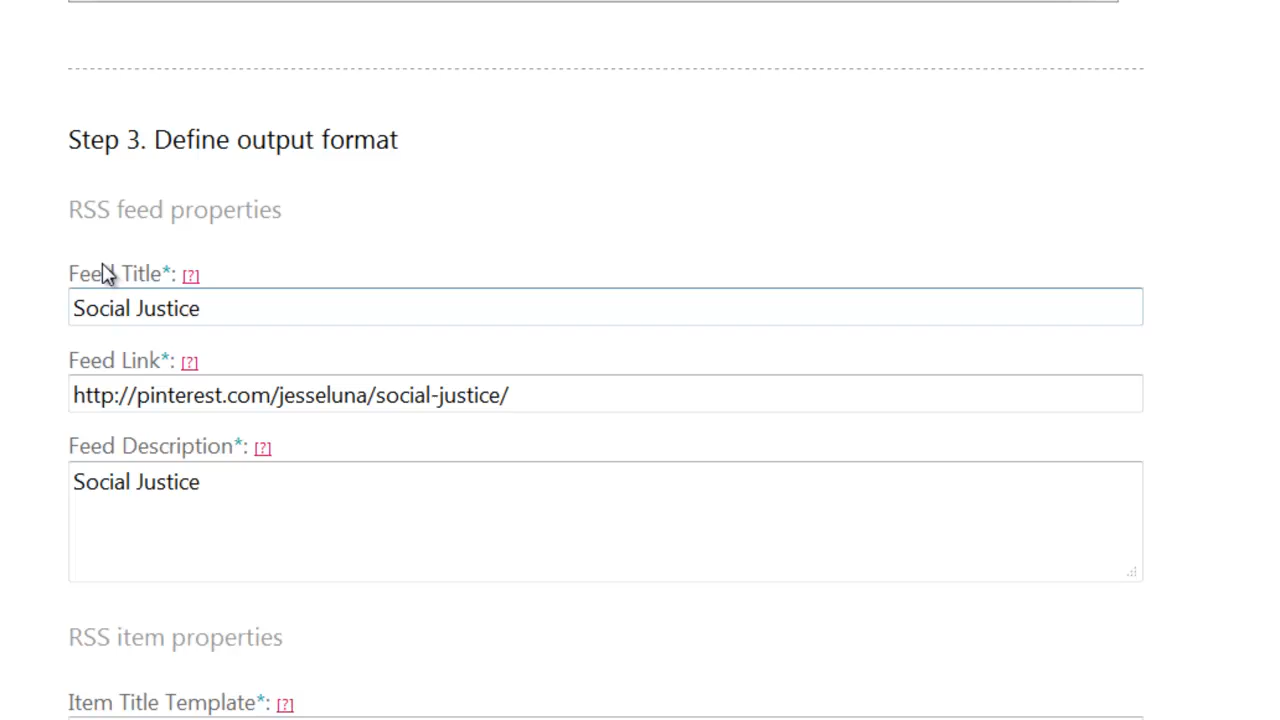 Step 3. Define output format
RSS feed properties
Feed Title*: [?]
Social Justice
Feed Link*: [?]
http://pinterest.com/jesseluna/social-justice/
Feed Description*: [?]
Social Justice
RSS item properties
Item Title Template*: [?]